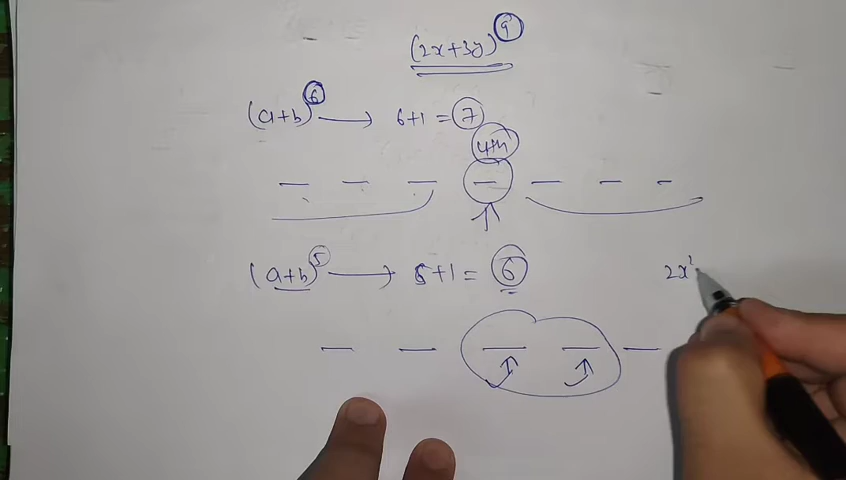 (2x+3y)⁹
(a+b)⁶ ⟶ 6+1 = 7
4th
(a+b)⁵ ⟶ 5+1 = 6
2x